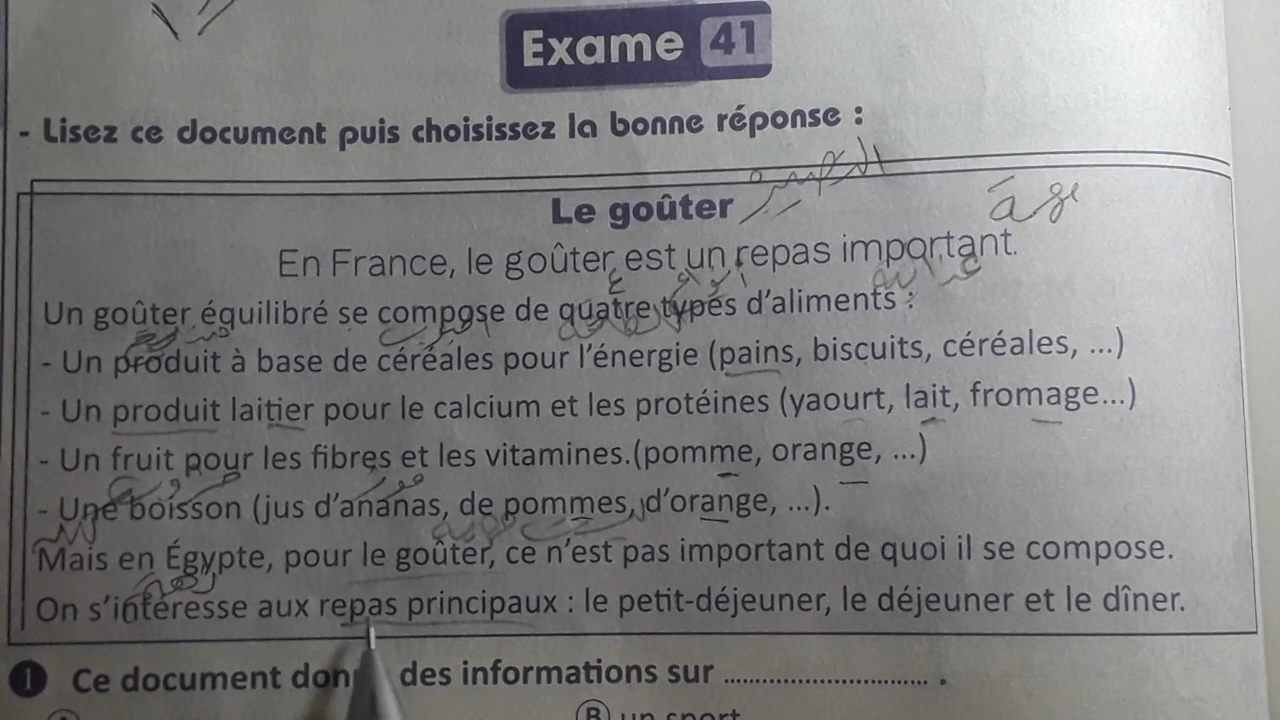 Exame 41
- Lisez ce document puis choisissez la bonne réponse :
Le goûter
âge
En France, le goûter est un repas important.
Un goûter équilibré se compose de quatre types d'aliments :
- Un produit à base de céréales pour l'énergie (pains, biscuits, céréales, ...)
- Un produit laitier pour le calcium et les protéines (yaourt, lait, fromage...)
- Un fruit pour les fibres et les vitamines.(pomme, orange, ...)
- Une boisson (jus d'ananas, de pommes, d'orange, ...).
Mais en Égypte, pour le goûter, ce n'est pas important de quoi il se compose.
On s'intéresse aux repas principaux : le petit-déjeuner, le déjeuner et le dîner.
1 Ce document don des informations sur .............................. .
B un sport